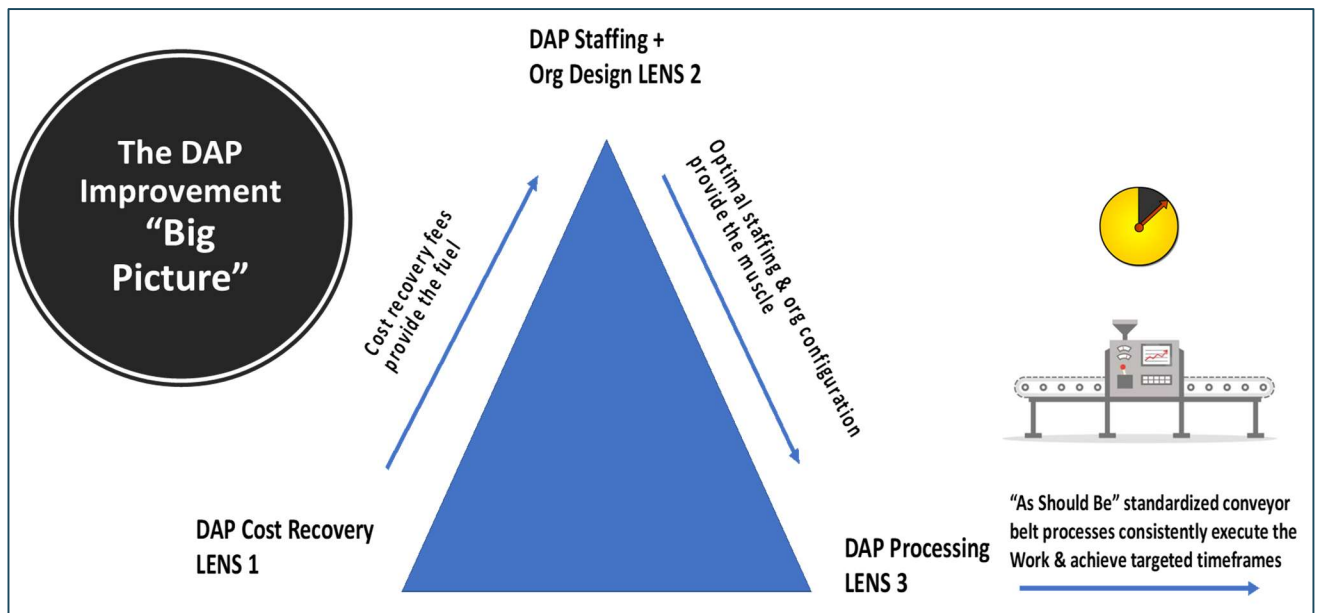 The DAP
Improvement
“Big
Picture”
DAP Staffing +
Org Design LENS 2
Cost recovery fees
provide the fuel
Optimal staffing & org configuration
provide the muscle
DAP Cost Recovery
LENS 1
DAP Processing
LENS 3
“As Should Be” standardized conveyor
belt processes consistently execute the
Work & achieve targeted timeframes